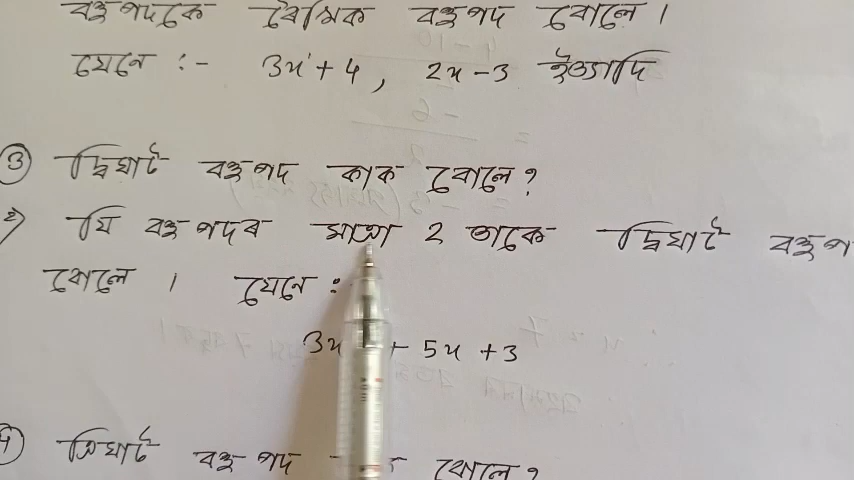 বহুপদকে ৰৈখিক বহুপদ বোলে।
যেনে :- 3x + 4, 2x - 3 ইত্যাদি
③ দ্বিঘাট বহুপদ কাক বোলে?
⇒ যি বহুপদৰ মাত্ৰা 2 তাকে দ্বিঘাট বহুপ
বোলে । যেনে :
3x + 5x + 3
ত্ৰিঘাট বহুপদ বোলে?